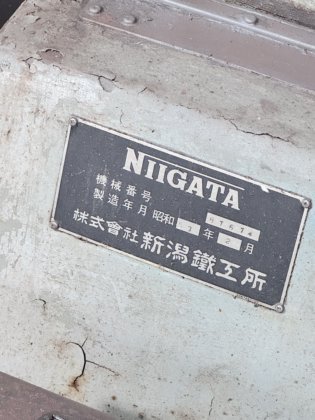 NIIGATA
機械番号
製造年月 昭和 年 2 月
株式會社 新潟鐵工所